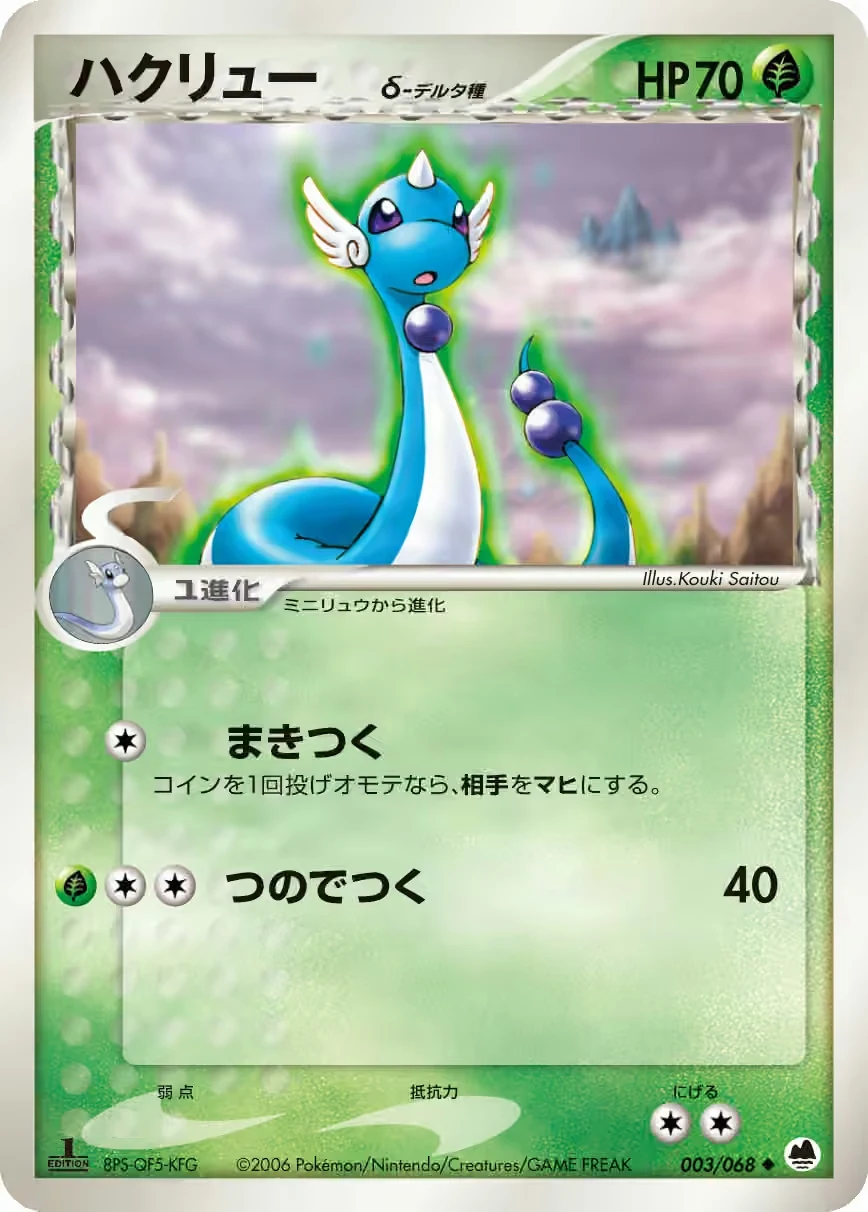 ハクリュー δ-デルタ種 HP70
Illus.Kouki Saitou
1進化
ミニリュウから進化
まきつく
コインを1回投げオモテなら、相手をマヒにする。
つのでつく 40
弱点 抵抗力 にげる
1 EDITION 8PS-QF5-KFG ©2006 Pokémon/Nintendo/Creatures/GAME FREAK 003/068